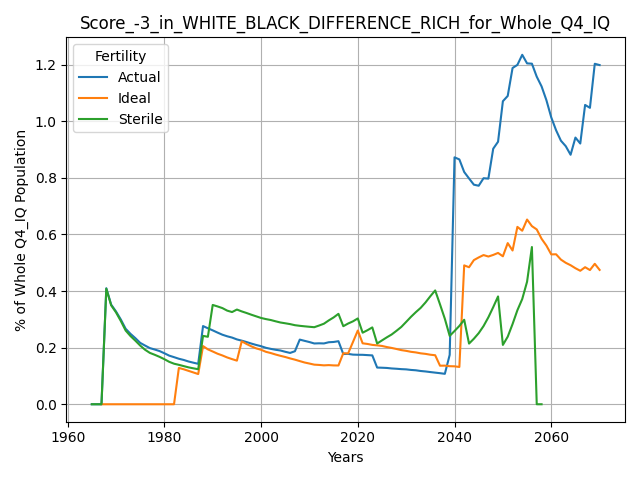 Score_-3_in_WHITE_BLACK_DIFFERENCE_RICH_for_Whole_Q4_IQ
Fertility
Actual
Ideal
Sterile
% of Whole Q4_IQ Population
1.2
1.0
0.8
0.6
0.4
0.2
0.0
1960 1980 2000 2020 2040 2060
Years